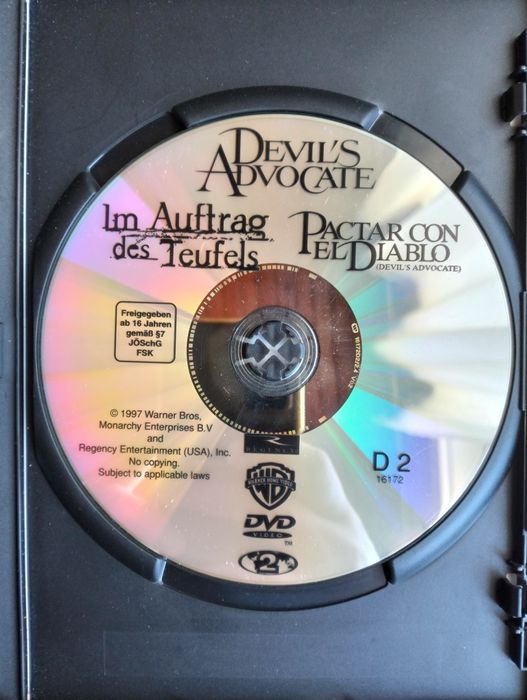 DEVIL'S
ADVOCATE
Im Auftrag
des Teufels
PACTAR CON
EL DIABLO
(DEVIL'S ADVOCATE)
Freigegeben
ab 16 Jahren
gemäß §7
JÖSchG
FSK
© 1997 Warner Bros,
Monarchy Enterprises B.V
and
Regency Entertainment (USA), Inc.
No copying.
Subject to applicable laws
REGENCY
WARNER HOME VIDEO
WB
DVD
VIDEO
TM
2
D 2
16172